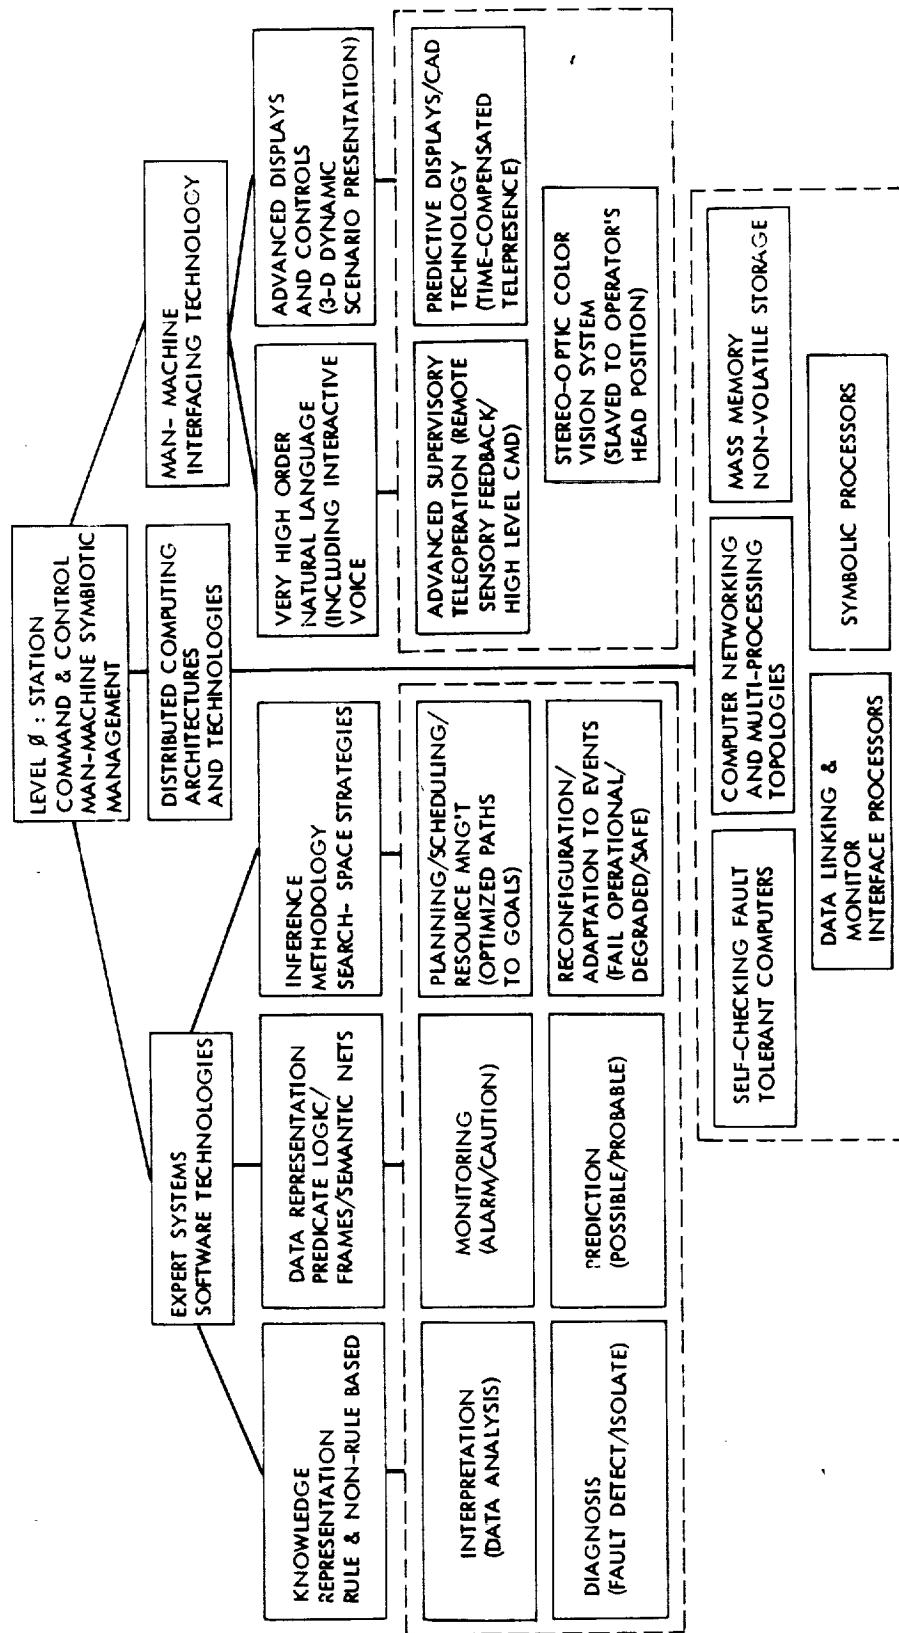 LEVEL Ø : STATION
COMMAND & CONTROL
MAN-MACHINE SYMBIOTIC
MANAGEMENT
EXPERT SYSTEMS
SOFTWARE TECHNOLOGIES
DISTRIBUTED COMPUTING
ARCHITECTURES
AND TECHNOLOGIES
MAN- MACHINE
INTERFACING TECHNOLOGY
KNOWLEDGE
REPRESENTATION
RULE & NON-RULE BASED
DATA REPRESENTATION
PREDICATE LOGIC/
FRAMES/SEMANTIC NETS
INFERENCE
METHODOLOGY
SEARCH- SPACE STRATEGIES
VERY HIGH ORDER
NATURAL LANGUAGE
(INCLUDING INTERACTIVE
VOICE
ADVANCED DISPLAYS
AND CONTROLS
(3-D DYNAMIC
SCENARIO PRESENTATION)
INTERPRETATION
(DATA ANALYSIS)
MONITORING
(ALARM/CAUTION)
PLANNING/SCHEDULING/
RESOURCE MNG'T
(OPTIMIZED PATHS
TO GOALS)
DIAGNOSIS
(FAULT DETECT/ISOLATE)
PREDICTION
(POSSIBLE/PROBABLE)
RECONFIGURATION/
ADAPTATION TO EVENTS
(FAIL OPERATIONAL/
DEGRADED/SAFE)
ADVANCED SUPERVISORY
TELEOPERATION (REMOTE
SENSORY FEEDBACK/
HIGH LEVEL CMD)
PREDICTIVE DISPLAYS/CAD
TECHNOLOGY
(TIME-COMPENSATED
TELEPRESENCE)
STEREO-OPTIC COLOR
VISION SYSTEM
(SLAVED TO OPERATOR'S
HEAD POSITION)
SELF-CHECKING FAULT
TOLERANT COMPUTERS
COMPUTER NETWORKING
AND MULTI-PROCESSING
TOPOLOGIES
MASS MEMORY
NON-VOLATILE STORAGE
DATA LINKING &
MONITOR
INTERFACE PROCESSORS
SYMBOLIC PROCESSORS